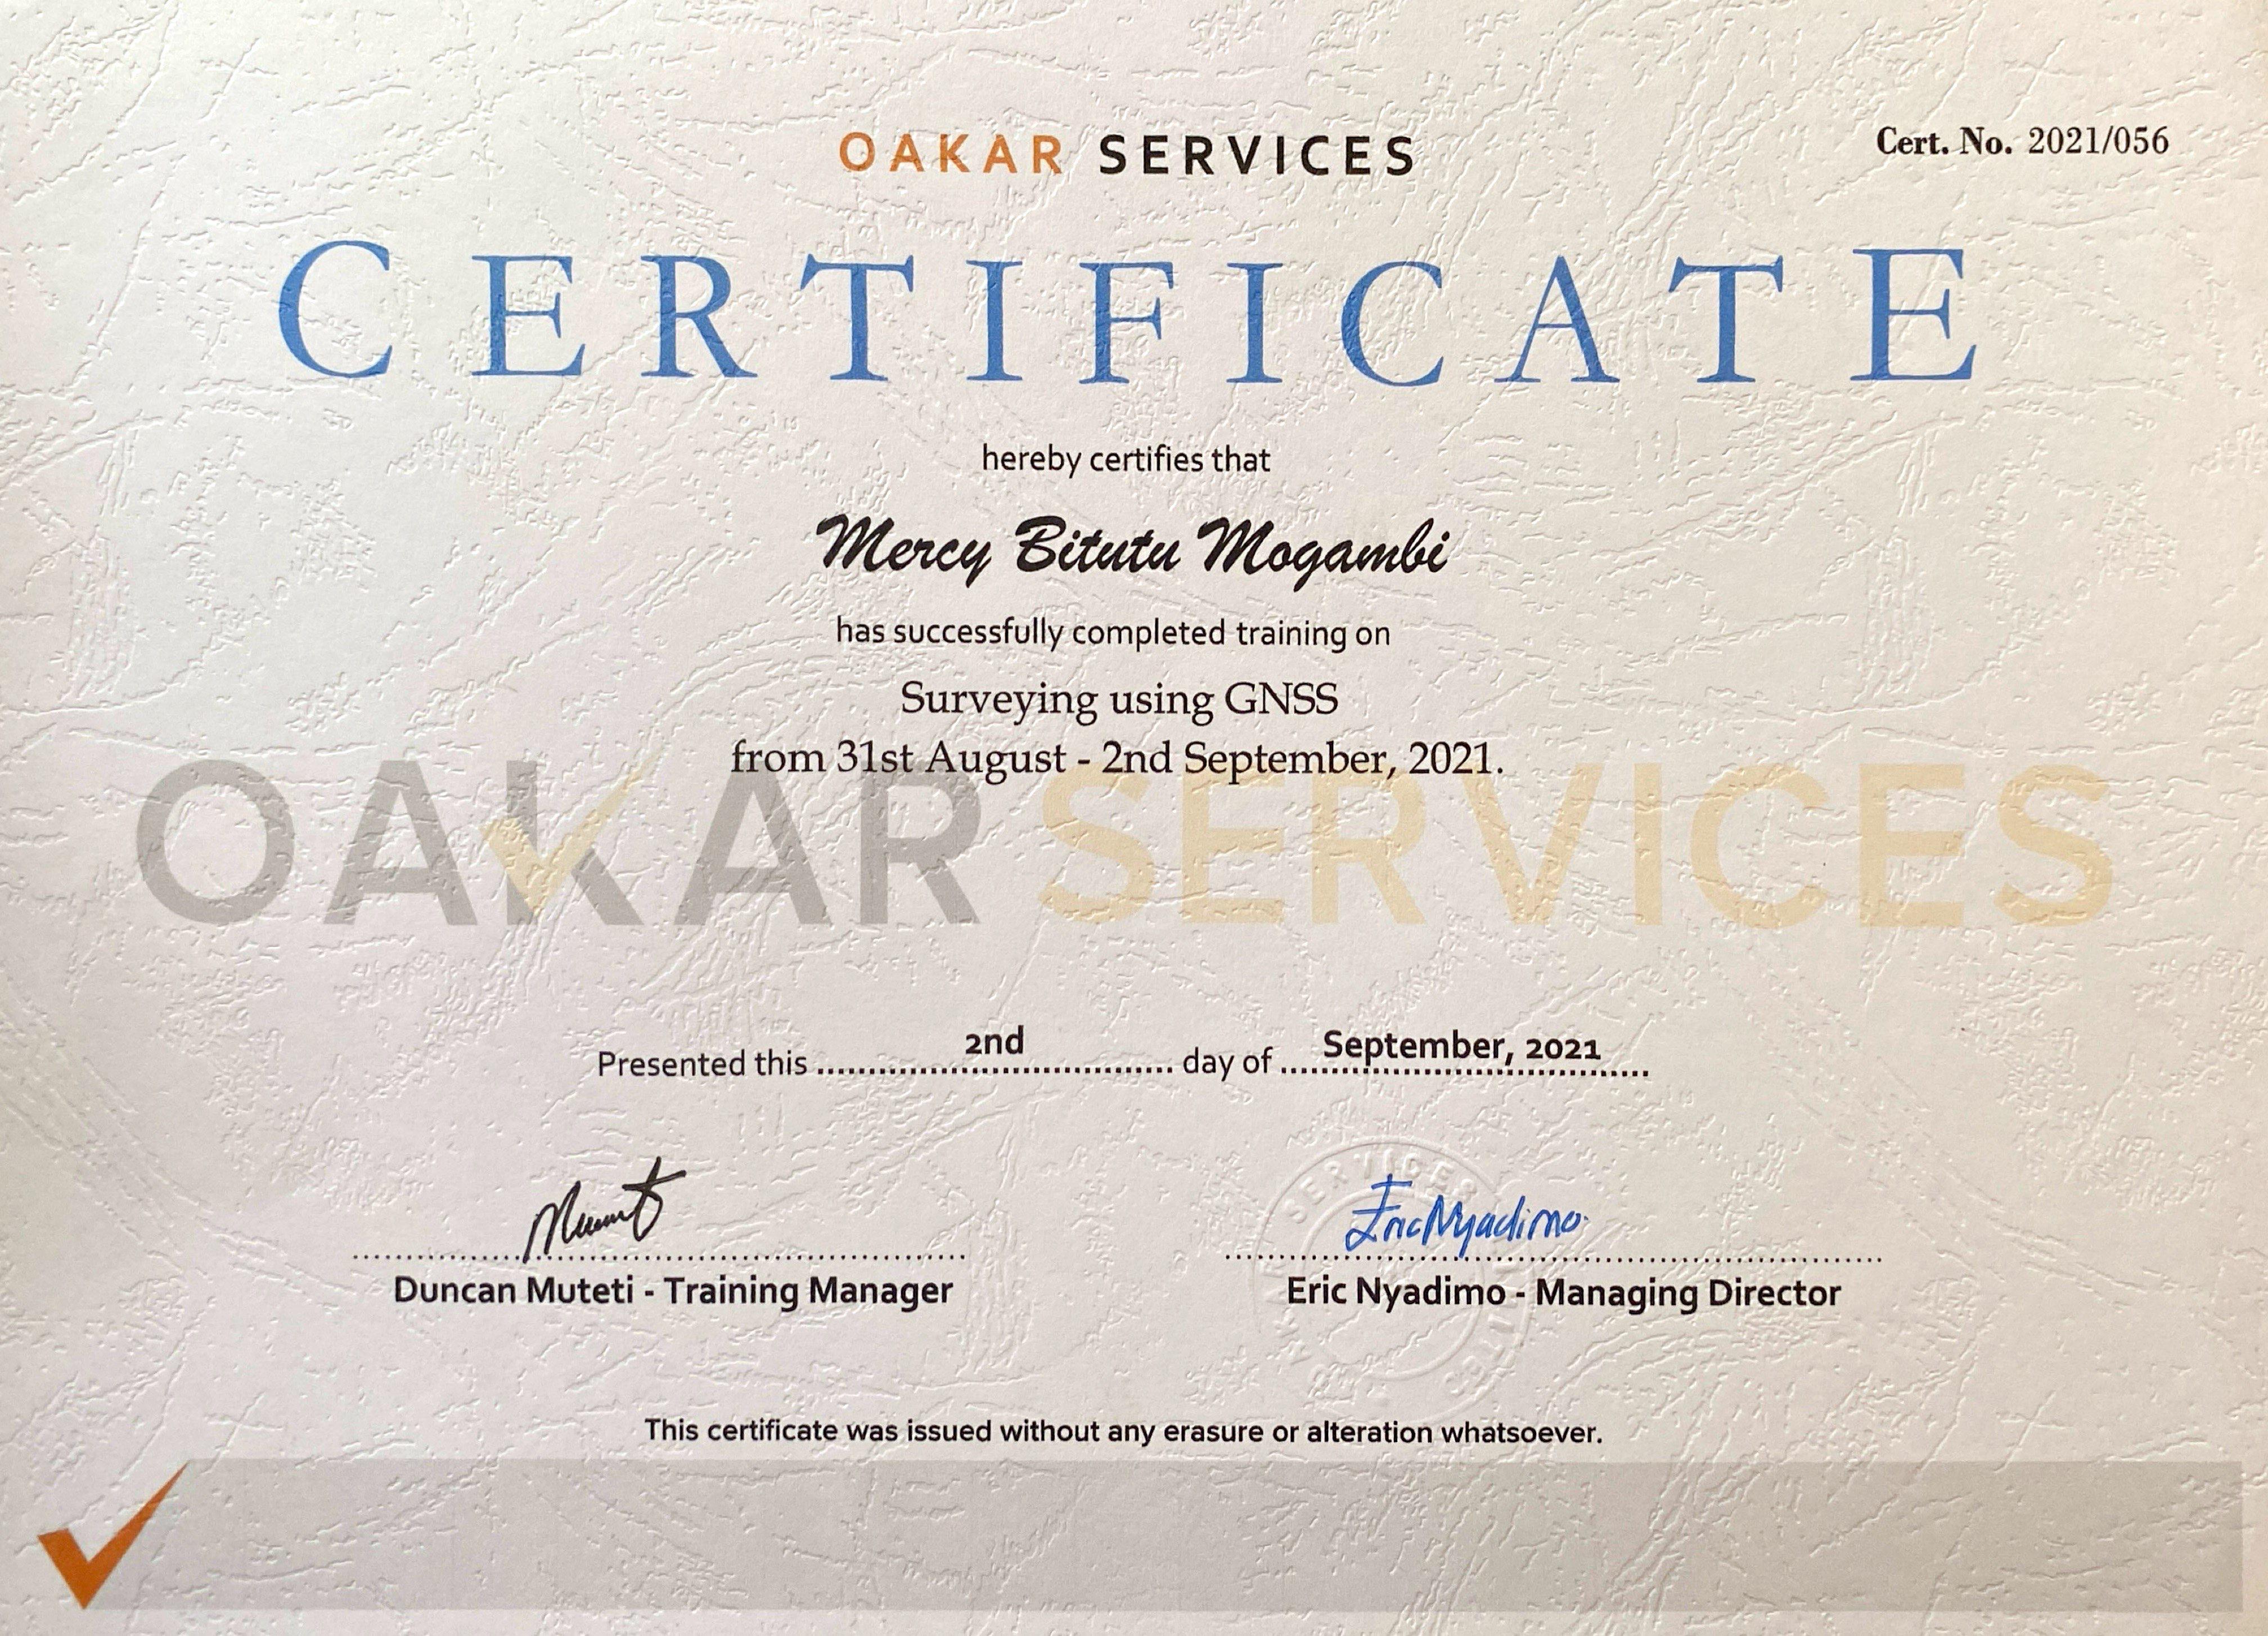 OAKAR SERVICES
Cert. No. 2021/056
CERTIFICATE
hereby certifies that
Mercy Bitutu Mogambi
has successfully completed training on
Surveying using GNSS
from 31st August - 2nd September, 2021.
OAKAR SERVICES
Presented this 2nd day of September, 2021
Eric Nyadimo
SERVICES
Duncan Muteti - Training Manager
Eric Nyadimo - Managing Director
This certificate was issued without any erasure or alteration whatsoever.